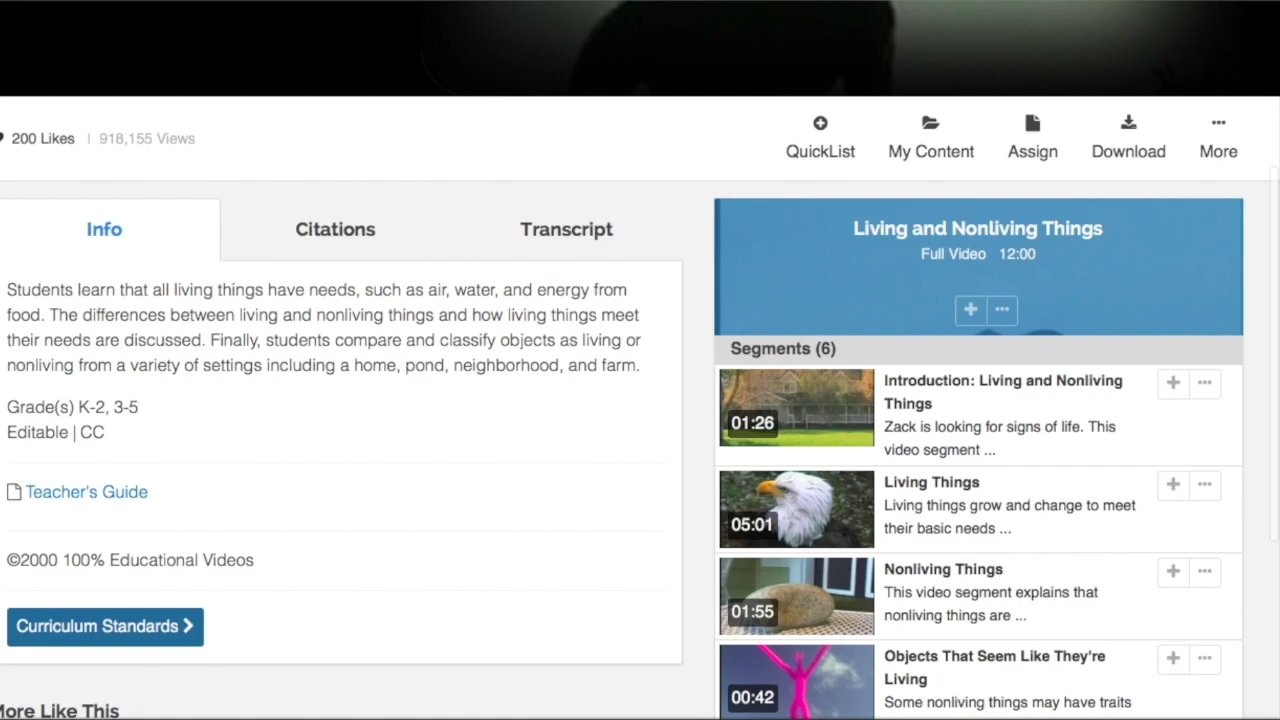 200 Likes | 918,155 Views
QuickList My Content Assign Download More
Info Citations Transcript
Students learn that all living things have needs, such as air, water, and energy from
food. The differences between living and nonliving things and how living things meet
their needs are discussed. Finally, students compare and classify objects as living or
nonliving from a variety of settings including a home, pond, neighborhood, and farm.
Grade(s) K-2, 3-5
Editable | CC
Teacher's Guide
©2000 100% Educational Videos
Curriculum Standards
More Like This
Living and Nonliving Things
Full Video 12:00
Segments (6)
01:26
Introduction: Living and Nonliving
Things
Zack is looking for signs of life. This
video segment ...
05:01
Living Things
Living things grow and change to meet
their basic needs ...
01:55
Nonliving Things
This video segment explains that
nonliving things are ...
00:42
Objects That Seem Like They're
Living
Some nonliving things may have traits